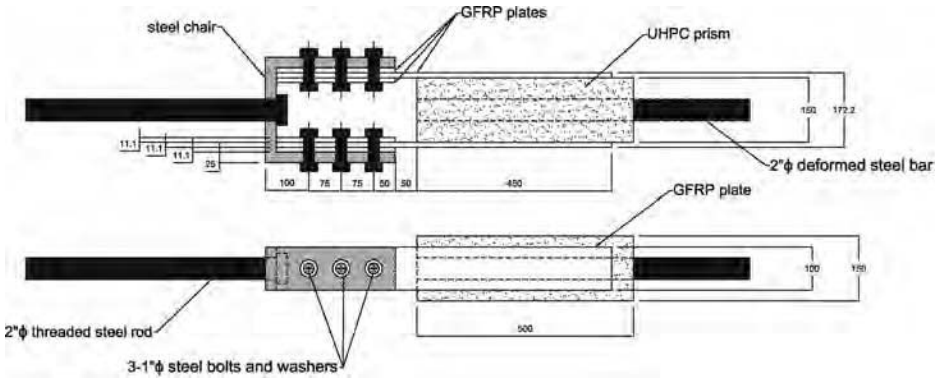 GFRP plates
steel chair
UHPC prism
150
172.2
11.1
11.1
11.1
25
2"ϕ deformed steel bar
100
75
75
50
50
450
GFRP plate
100
150
2"ϕ threaded steel rod
500
3-1"ϕ steel bolts and washers